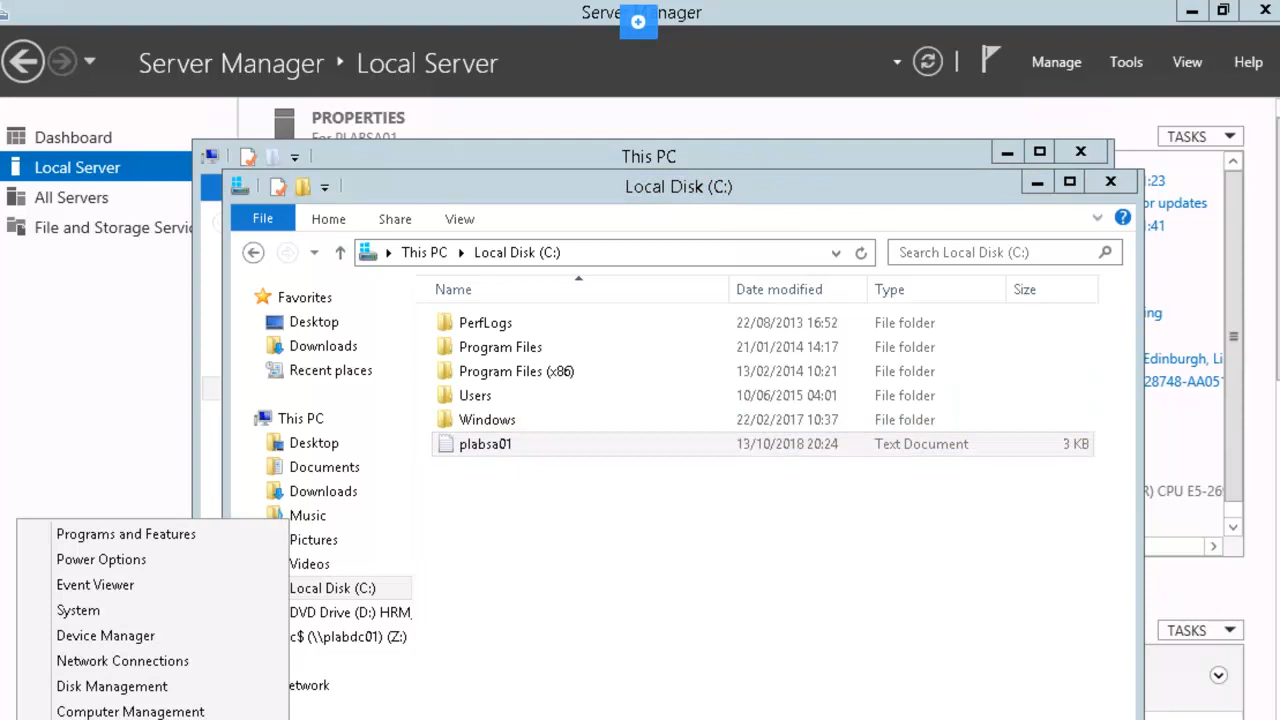 Server Manager
Server Manager ‣ Local Server
Manage Tools View Help
Dashboard
Local Server
All Servers
File and Storage Servic
PROPERTIES
For PLABSA01
TASKS
This PC
Local Disk (C:)
File Home Share View
This PC Local Disk (C:)
Search Local Disk (C:)
Name Date modified Type Size
PerfLogs 22/08/2013 16:52 File folder
Program Files 21/01/2014 14:17 File folder
Program Files (x86) 13/02/2014 10:21 File folder
Users 10/06/2015 04:01 File folder
Windows 22/02/2017 10:37 File folder
plabsa01 13/10/2018 20:24 Text Document 3 KB
Favorites
Desktop
Downloads
Recent places
This PC
Desktop
Documents
Downloads
Music
Pictures
Videos
Local Disk (C:)
DVD Drive (D:) HRM_
c$ (\\plabdc01) (Z:)
etwork
Programs and Features
Power Options
Event Viewer
System
Device Manager
Network Connections
Disk Management
Computer Management
1:23
or updates
:41
ing
Edinburgh, Li
28748-AA051
R) CPU E5-269
TASKS